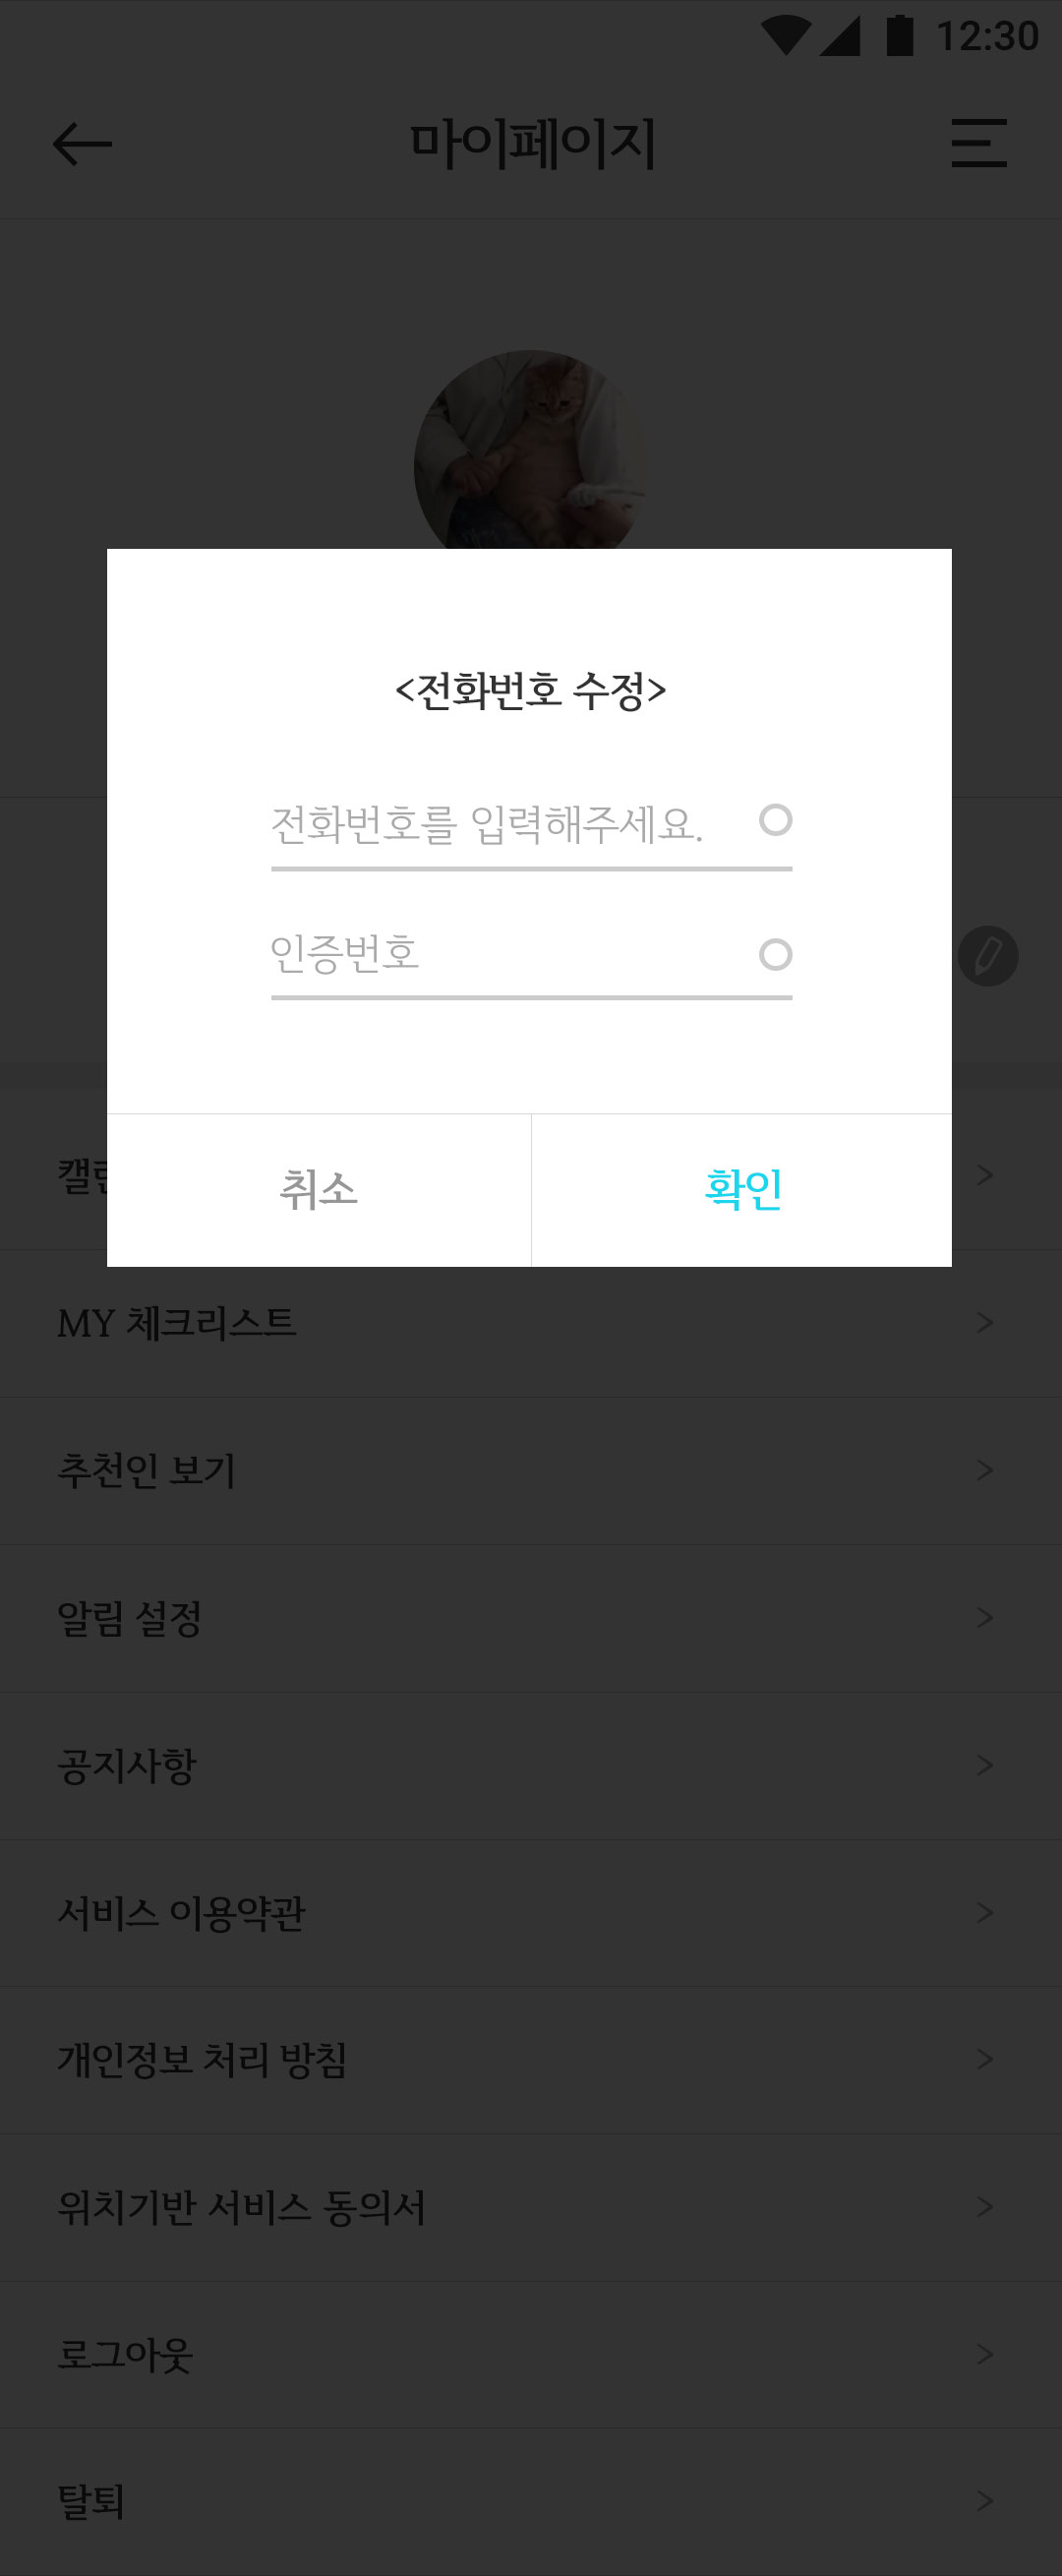 12:30
마이페이지
<전화번호 수정>
전화번호를 입력해주세요.
인증번호
취소
확인
MY 체크리스트
추천인 보기
알림 설정
공지사항
서비스 이용약관
개인정보 처리 방침
위치기반 서비스 동의서
로그아웃
탈퇴